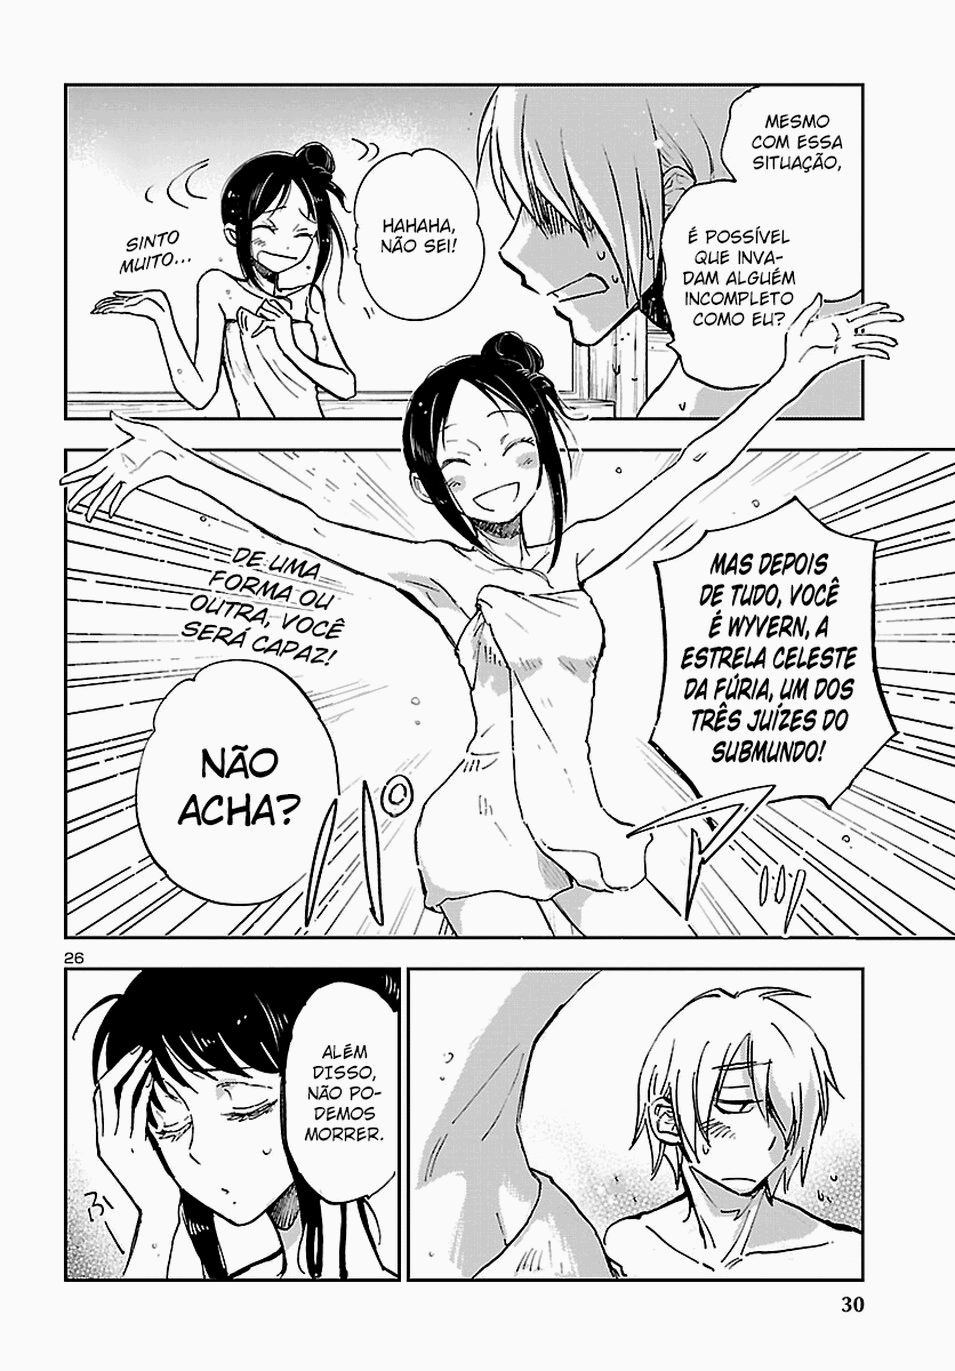 MESMO
COM ESSA
SITUAÇÃO,
É POSSÍVEL
QUE INVA-
DAM ALGUÉM
INCOMPLETO
COMO EU?
HAHAHA,
NÃO SEI!
SINTO
MUITO...
MAS DEPOIS
DE TUDO, VOCÊ
É WYVERN, A
ESTRELA CELESTE
DA FÚRIA, UM DOS
TRÊS JUÍZES DO
SUBMUNDO!
DE UMA
FORMA OU
OUTRA, VOCÊ
SERÁ CAPAZ!
NÃO
ACHA?
26
ALÉM
DISSO,
NÃO PO-
DEMOS
MORRER.
30